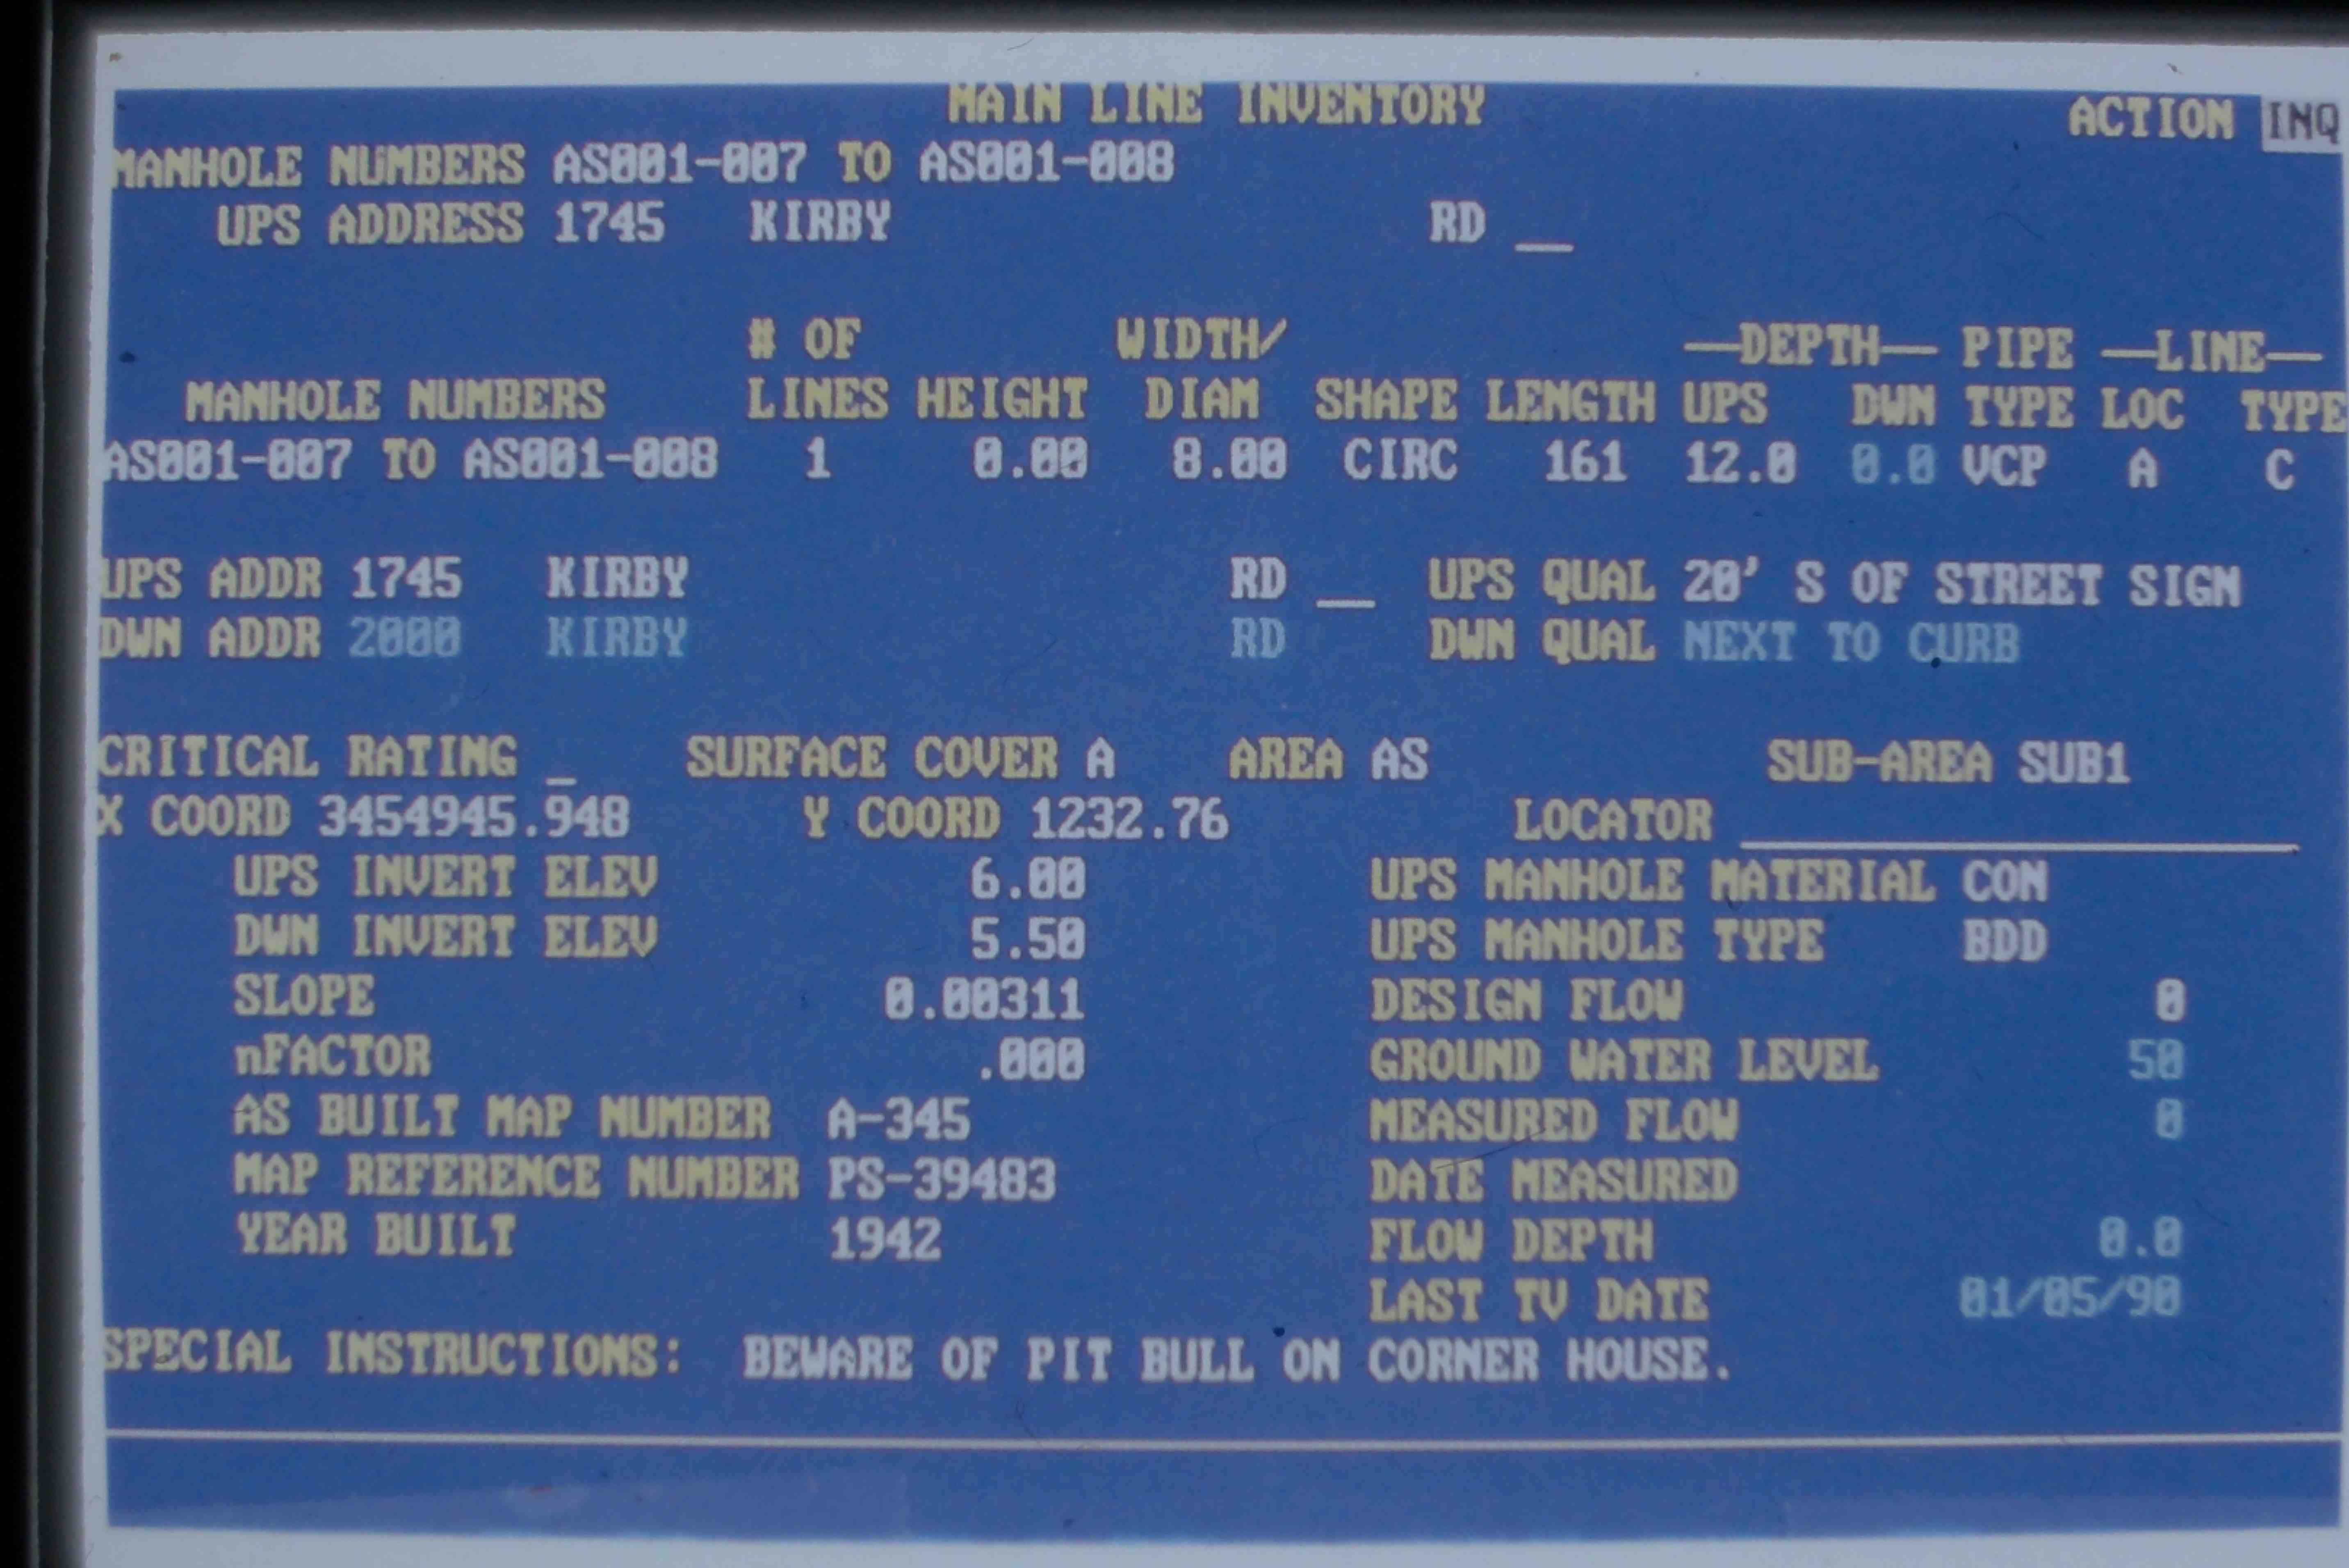 MAIN LINE INVENTORY ACTION INQ
MANHOLE NUMBERS AS001-007 TO AS001-008
UPS ADDRESS 1745 KIRBY RD __
# OF WIDTH/ —DEPTH— PIPE —LINE—
MANHOLE NUMBERS LINES HEIGHT DIAM SHAPE LENGTH UPS DWN TYPE LOC TYPE
AS001-007 TO AS001-008 1 0.00 8.00 CIRC 161 12.0 0.0 VCP A C
UPS ADDR 1745 KIRBY RD __ UPS QUAL 20' S OF STREET SIGN
DWN ADDR 2000 KIRBY RD DWN QUAL NEXT TO CURB
CRITICAL RATING _ SURFACE COVER A AREA AS SUB-AREA SUB1
X COORD 3454945.948 Y COORD 1232.76 LOCATOR ____________________
UPS INVERT ELEV 6.00 UPS MANHOLE MATERIAL CON
DWN INVERT ELEV 5.50 UPS MANHOLE TYPE BDD
SLOPE 0.00311 DESIGN FLOW 0
nFACTOR .000 GROUND WATER LEVEL 50
AS BUILT MAP NUMBER A-345 MEASURED FLOW 0
MAP REFERENCE NUMBER PS-39483 DATE MEASURED
YEAR BUILT 1942 FLOW DEPTH 0.0
LAST TV DATE 01/05/90
SPECIAL INSTRUCTIONS: BEWARE OF PIT BULL ON CORNER HOUSE.